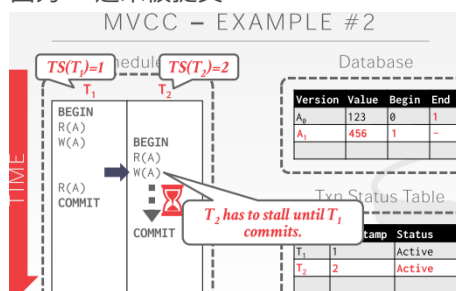 MVCC – EXAMPLE #2
Schedule
Database
TS(T₁)=1
TS(T₂)=2
T₁
T₂
BEGIN
R(A)
W(A)
R(A)
COMMIT
BEGIN
R(A)
W(A)
COMMIT
TIME
T₂ has to stall until T₁
commits.
Version Value Begin End
A₀ 123 0 1
A₁ 456 1 -
Txn Status Table
Status
T₁ 1 Active
T₂ 2 Active